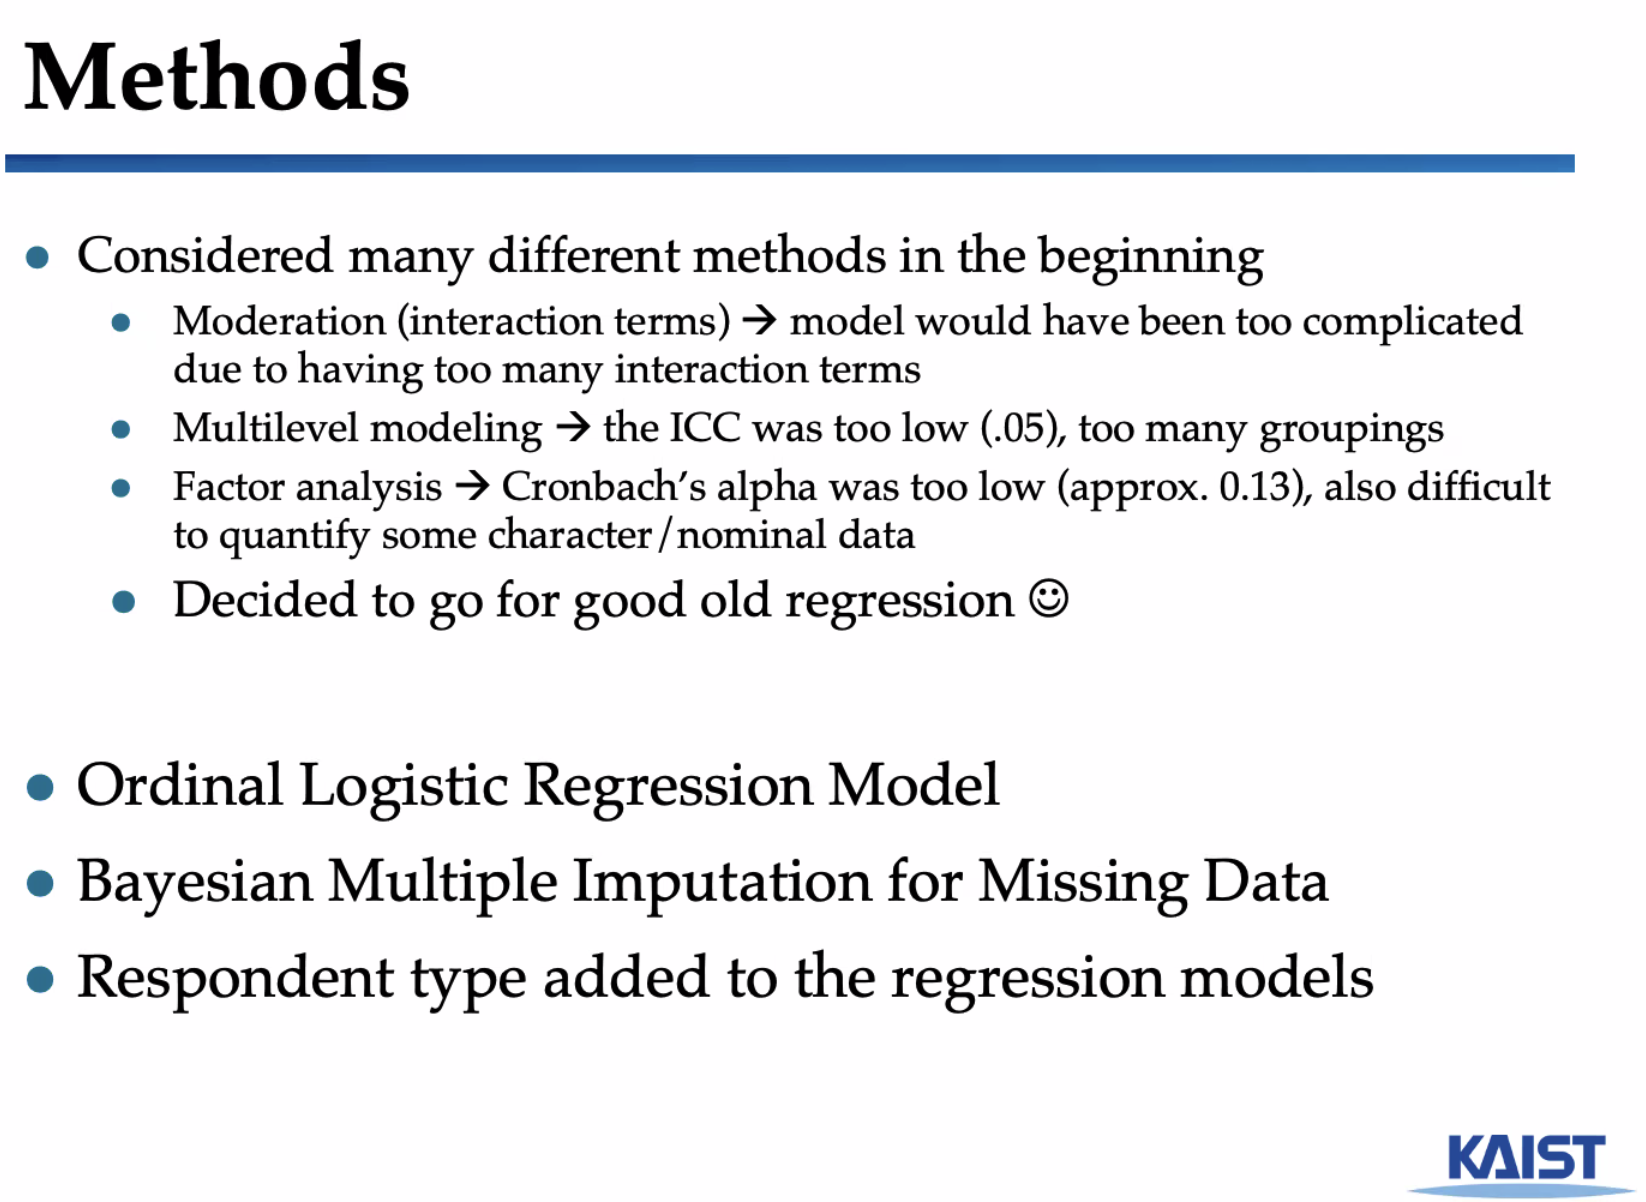 Methods
● Considered many different methods in the beginning
● Moderation (interaction terms) → model would have been too complicated
due to having too many interaction terms
● Multilevel modeling → the ICC was too low (.05), too many groupings
● Factor analysis → Cronbach’s alpha was too low (approx. 0.13), also difficult
to quantify some character/nominal data
● Decided to go for good old regression ☺
● Ordinal Logistic Regression Model
● Bayesian Multiple Imputation for Missing Data
● Respondent type added to the regression models
KAIST